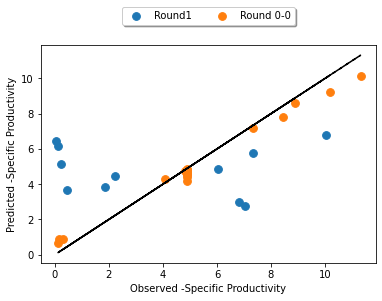 Round1 Round 0-0
10
8
6
4
2
0
Predicted -Specific Productivity
0 2 4 6 8 10
Observed -Specific Productivity